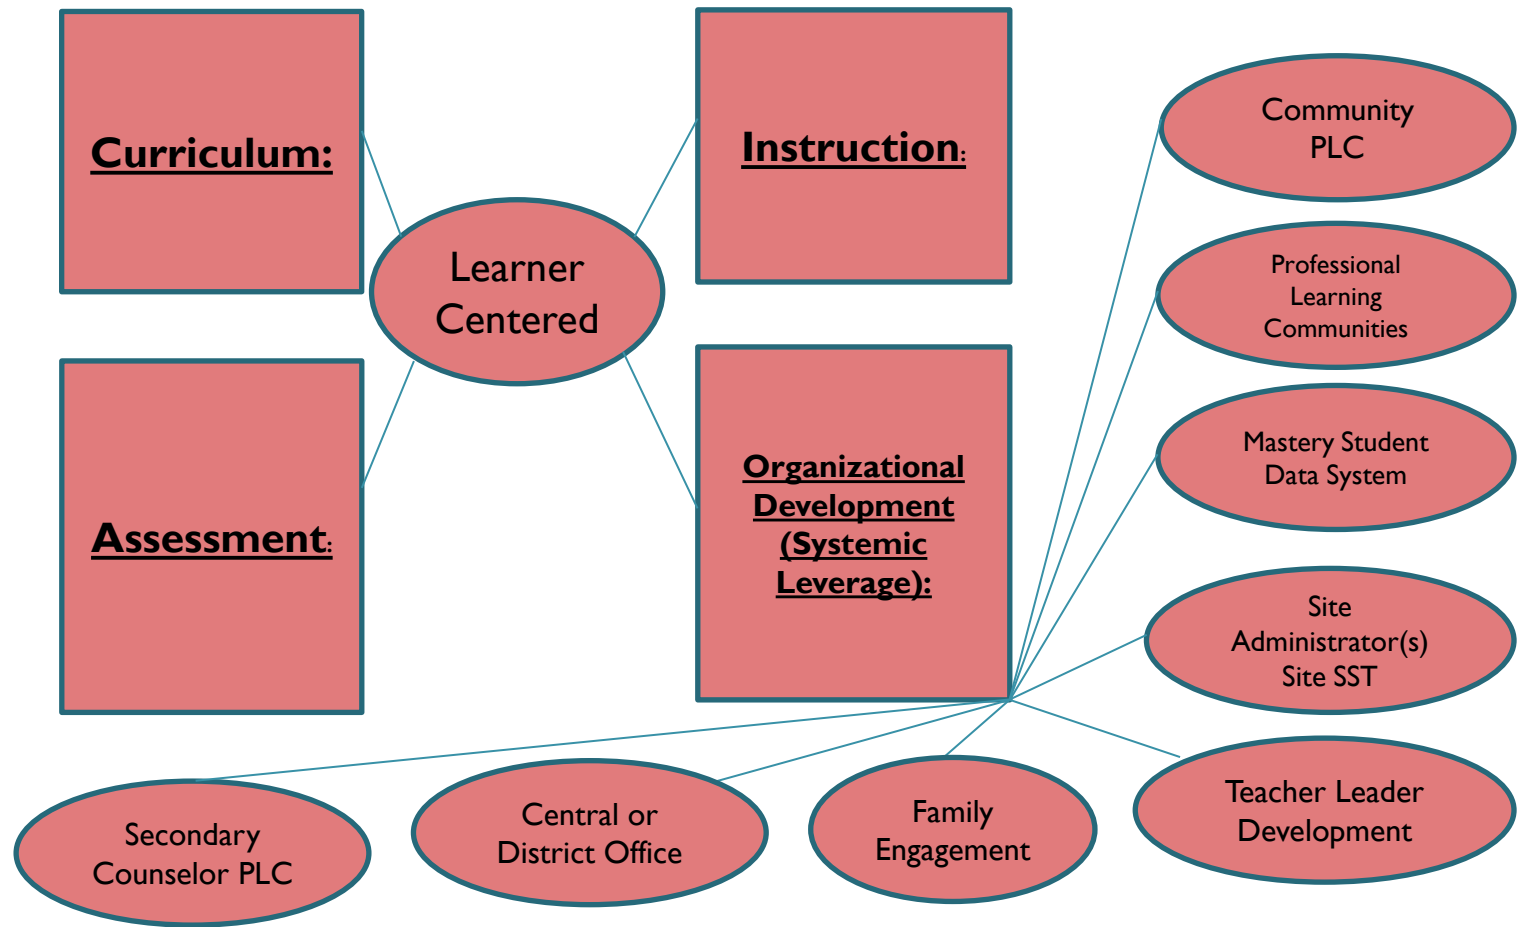 Curriculum:
Instruction:
Learner
Centered
Assessment:
Organizational
Development
(Systemic
Leverage):
Community
PLC
Professional
Learning
Communities
Mastery Student
Data System
Site
Administrator(s)
Site SST
Teacher Leader
Development
Family
Engagement
Central or
District Office
Secondary
Counselor PLC